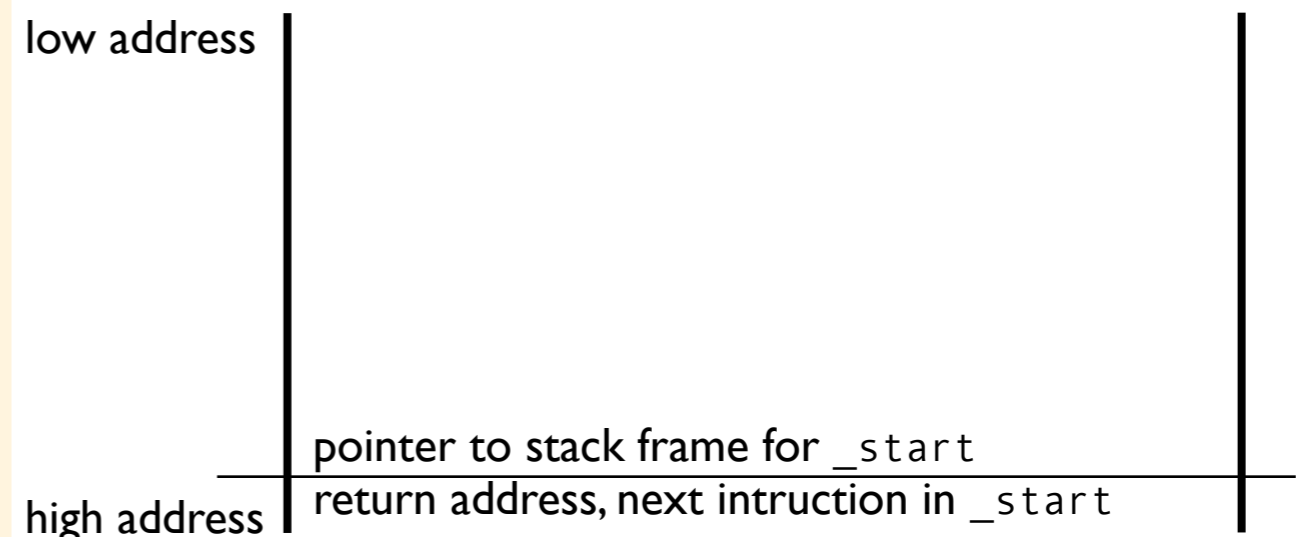 low address
pointer to stack frame for _start
return address, next intruction in _start
high address